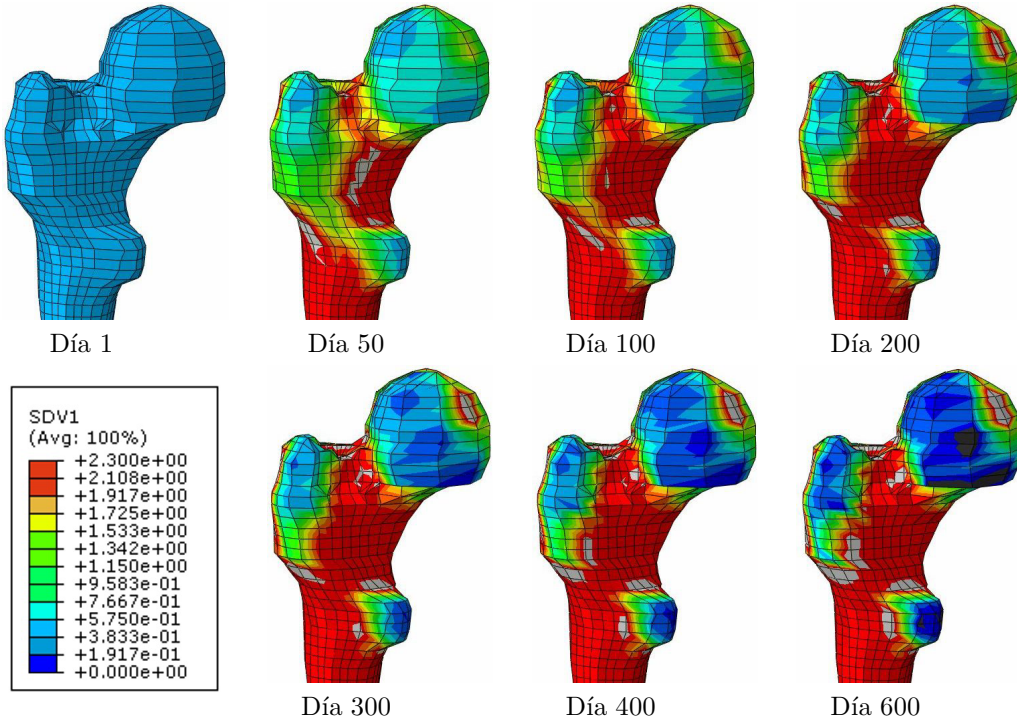 Día 1
Día 50
Día 100
Día 200
SDV1
(Avg: 100%)
+2.300e+00
+2.108e+00
+1.917e+00
+1.725e+00
+1.533e+00
+1.342e+00
+1.150e+00
+9.583e-01
+7.667e-01
+5.750e-01
+3.833e-01
+1.917e-01
+0.000e+00
Día 300
Día 400
Día 600